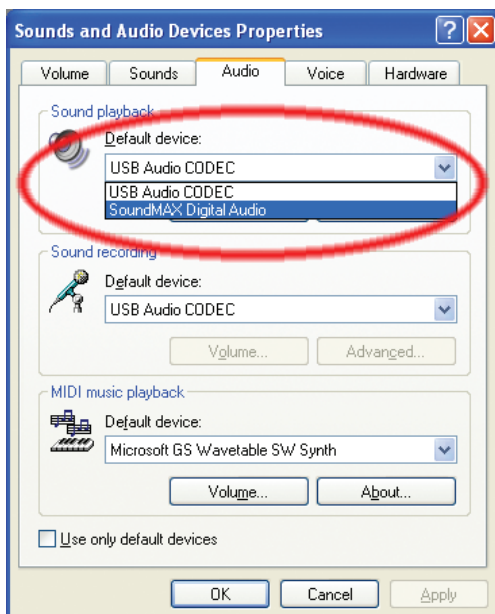 Sounds and Audio Devices Properties
Volume Sounds Audio Voice Hardware
Sound playback
Default device:
USB Audio CODEC
USB Audio CODEC
SoundMAX Digital Audio
Sound recording
Default device:
USB Audio CODEC
Volume... Advanced...
MIDI music playback
Default device:
Microsoft GS Wavetable SW Synth
Volume... About...
Use only default devices
OK Cancel Apply